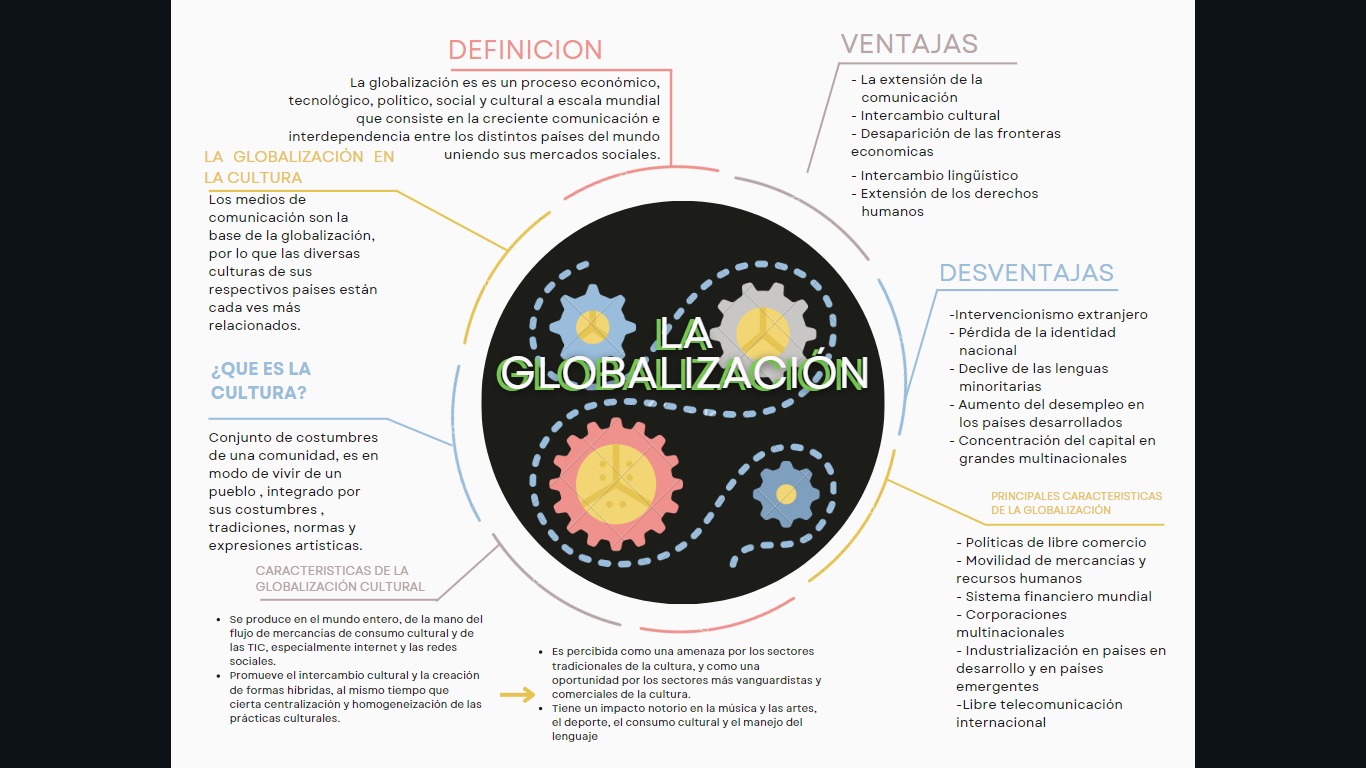 DEFINICION
La globalización es es un proceso económico,
tecnológico, político, social y cultural a escala mundial
que consiste en la creciente comunicación e
interdependencia entre los distintos países del mundo
uniendo sus mercados sociales.
VENTAJAS
- La extensión de la
comunicación
- Intercambio cultural
- Desaparición de las fronteras
economicas
- Intercambio lingüistico
- Extensión de los derechos
humanos
LA GLOBALIZACIÓN EN
LA CULTURA
Los medios de
comunicación son la
base de la globalización,
por lo que las diversas
culturas de sus
respectivos países están
cada ves más
relacionados.
DESVENTAJAS
-Intervencionismo extranjero
- Pérdida de la identidad
nacional
- Declive de las lenguas
minoritarias
- Aumento del desempleo en
los países desarrollados
- Concentración del capital en
grandes multinacionales
LA
GLOBALIZACIÓN
¿QUE ES LA
CULTURA?
Conjunto de costumbres
de una comunidad, es en
modo de vivir de un
pueblo , integrado por
sus costumbres ,
tradiciones, normas y
expresiones artísticas.
PRINCIPALES CARACTERISTICAS
DE LA GLOBALIZACIÓN
- Políticas de libre comercio
- Movilidad de mercancías y
recursos humanos
- Sistema financiero mundial
- Corporaciones
multinacionales
- Industrialización en países en
desarrollo y en países
emergentes
-Libre telecomunicación
internacional
CARACTERISTICAS DE LA
GLOBALIZACIÓN CULTURAL
• Se produce en el mundo entero, de la mano del
flujo de mercancías de consumo cultural y de
las TIC, especialmente internet y las redes
sociales.
• Promueve el intercambio cultural y la creación
de formas híbridas, al mismo tiempo que
cierta centralización y homogeneización de las
prácticas culturales.
• Es percibida como una amenaza por los sectores
tradicionales de la cultura, y como una
oportunidad por los sectores más vanguardistas y
comerciales de la cultura.
• Tiene un impacto notorio en la música y las artes,
el deporte, el consumo cultural y el manejo del
lenguaje